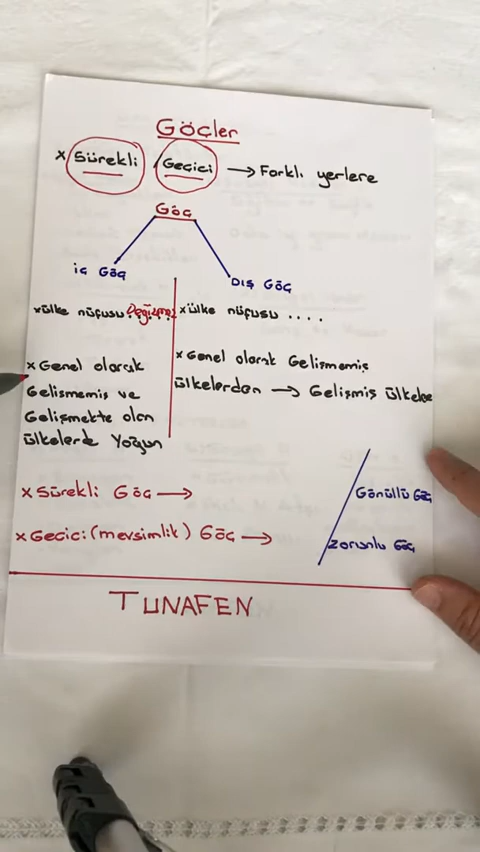 Göçler
x Sürekli / Geçici → Farklı yerlere
Göç
iç Göç
Dış Göç
x ülke nüfusu Değişmez
x ülke nüfusu ....
x Genel olarak
Gelişmemiş ve
Gelişmekte olan
ülkelerde Yoğun
x Genel olarak Gelişmemiş
ülkelerden → Gelişmiş ülkelere
x Sürekli Göç →
x Geçici (mevsimlik) Göç →
Gönüllü Göç
Zorunlu Göç
TUNAFEN